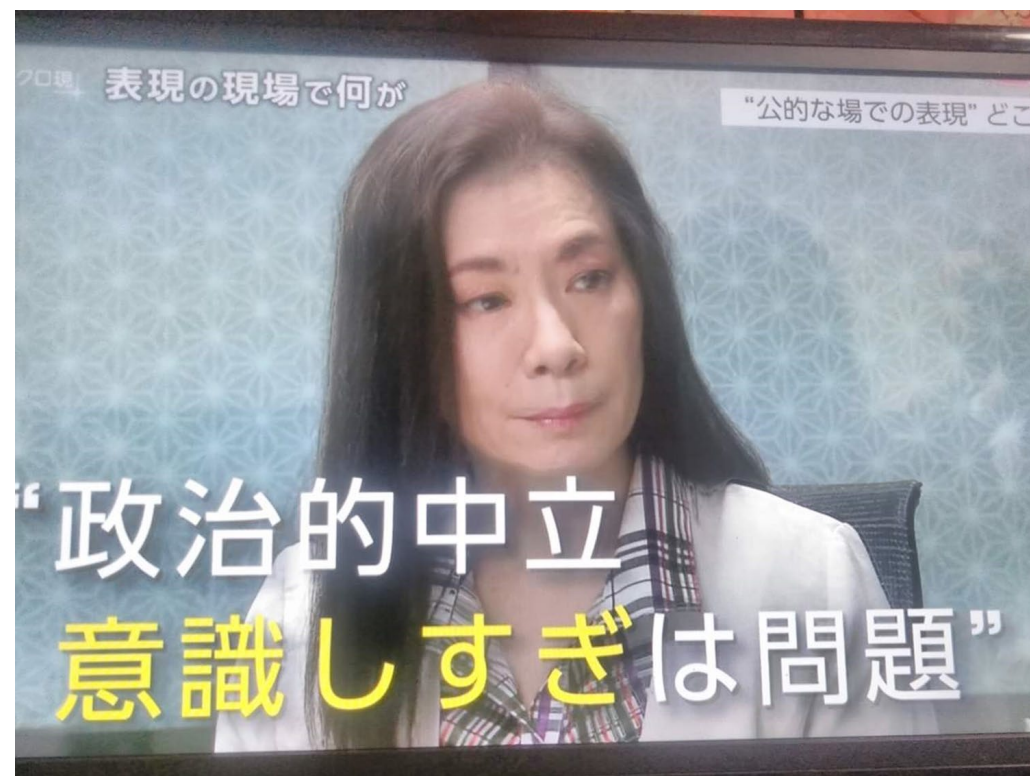 クロ現
表現の現場で何が
“公的な場での表現” どこ
“政治的中立
意識しすぎは問題”